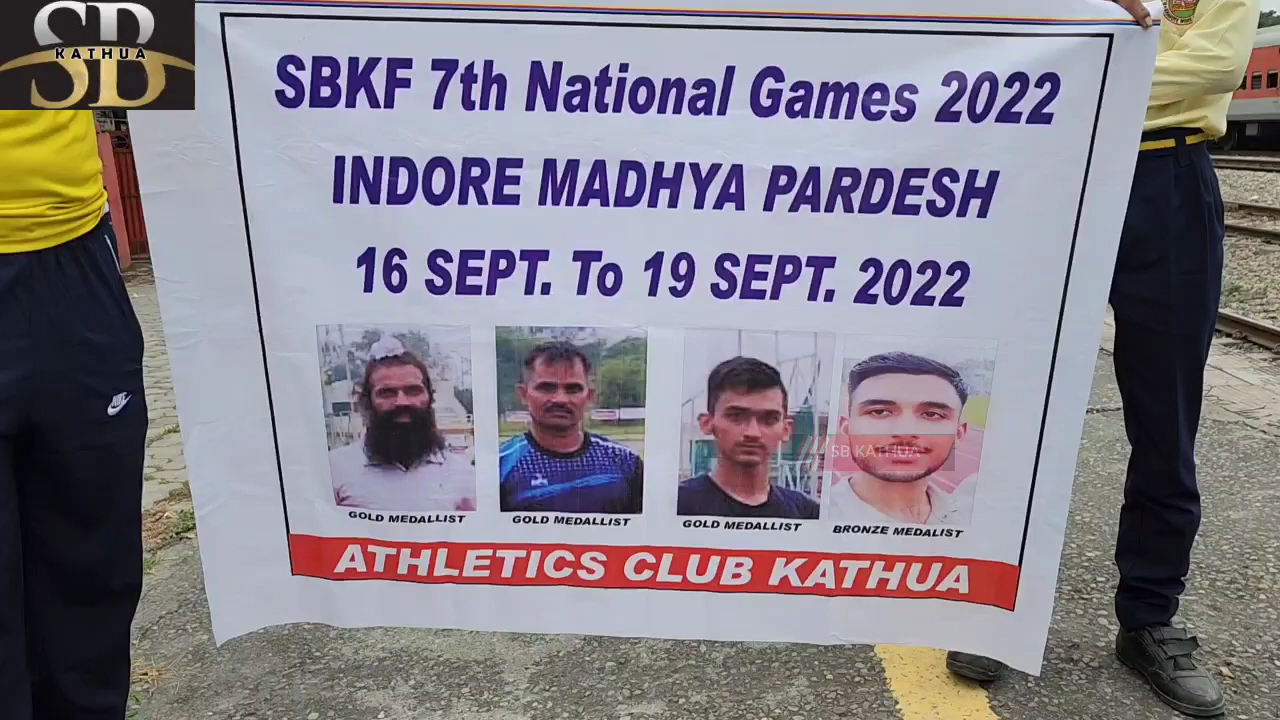 SB
KATHUA
SBKF 7th National Games 2022
INDORE MADHYA PARDESH
16 SEPT. To 19 SEPT. 2022
SB KATHUA
GOLD MEDALLIST
GOLD MEDALLIST
GOLD MEDALLIST
BRONZE MEDALIST
ATHLETICS CLUB KATHUA